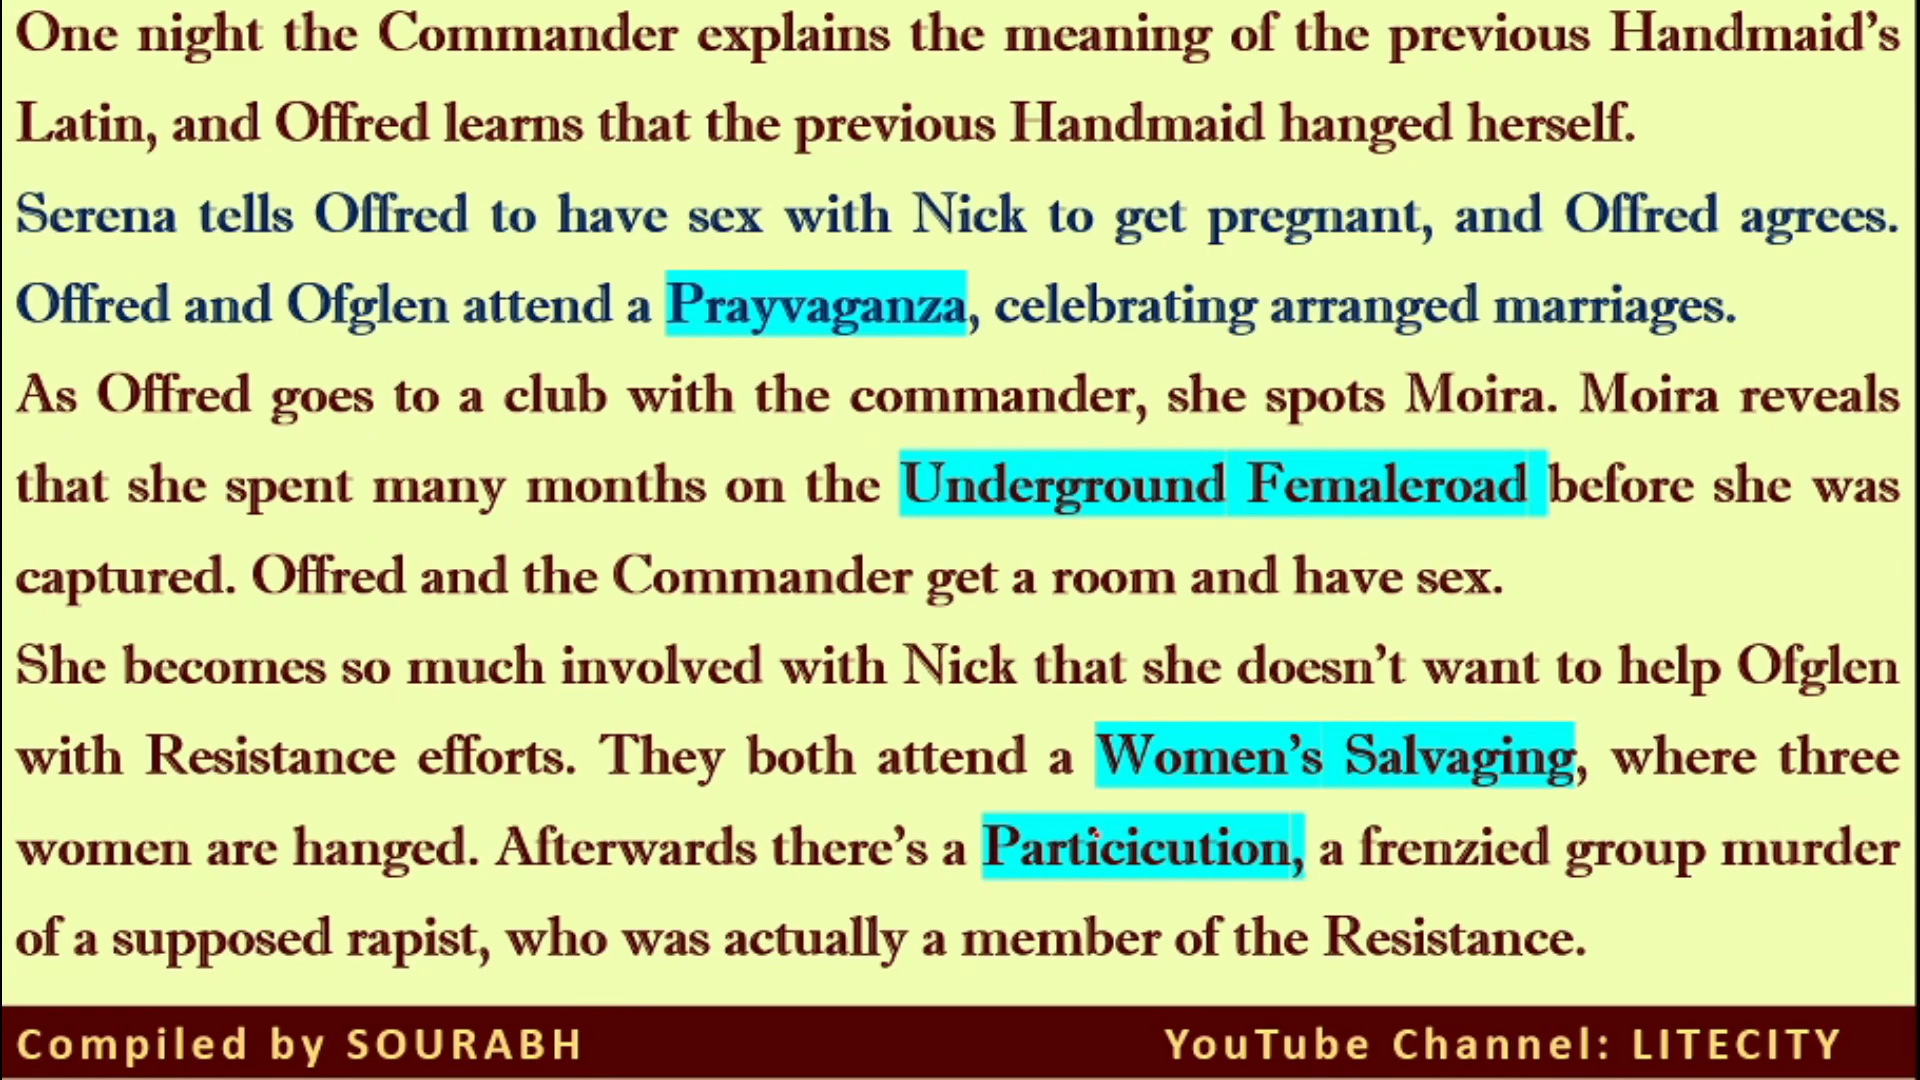 One night the Commander explains the meaning of the previous Handmaid’s
Latin, and Offred learns that the previous Handmaid hanged herself.
Serena tells Offred to have sex with Nick to get pregnant, and Offred agrees.
Offred and Ofglen attend a Prayvaganza, celebrating arranged marriages.
As Offred goes to a club with the commander, she spots Moira. Moira reveals
that she spent many months on the Underground Femaleroad before she was
captured. Offred and the Commander get a room and have sex.
She becomes so much involved with Nick that she doesn’t want to help Ofglen
with Resistance efforts. They both attend a Women’s Salvaging, where three
women are hanged. Afterwards there’s a Particicution, a frenzied group murder
of a supposed rapist, who was actually a member of the Resistance.
Compiled by SOURABH YouTube Channel: LITECITY